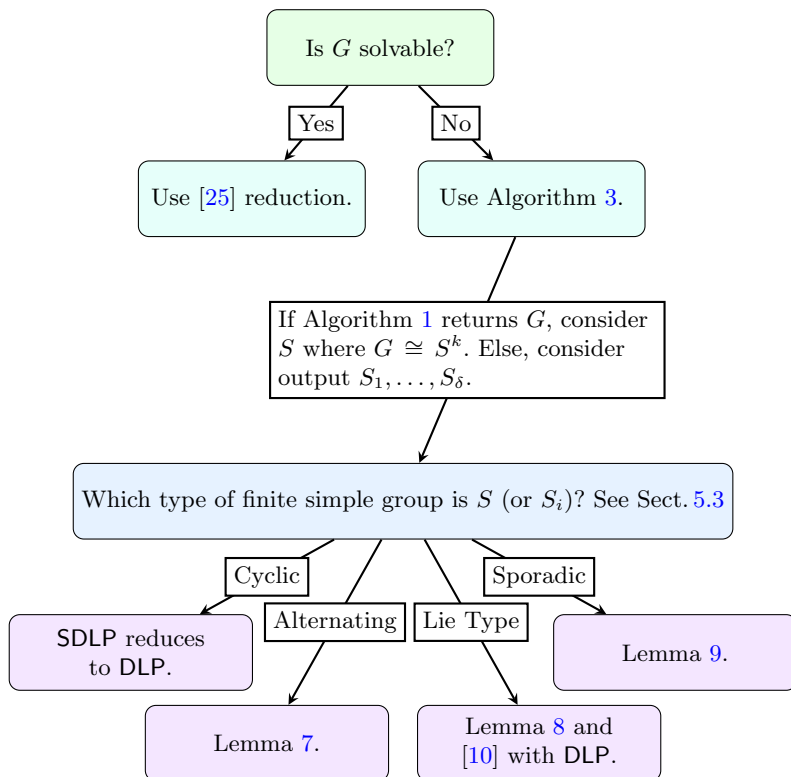 Is G solvable?
Yes
No
Use [25] reduction.
Use Algorithm 3.
If Algorithm 1 returns G, consider
S where G ≅ S^k. Else, consider
output S_1, . . . , S_δ.
Which type of finite simple group is S (or S_i)? See Sect. 5.3
Cyclic
Sporadic
Alternating
Lie Type
SDLP reduces
to DLP.
Lemma 9.
Lemma 7.
Lemma 8 and
[10] with DLP.